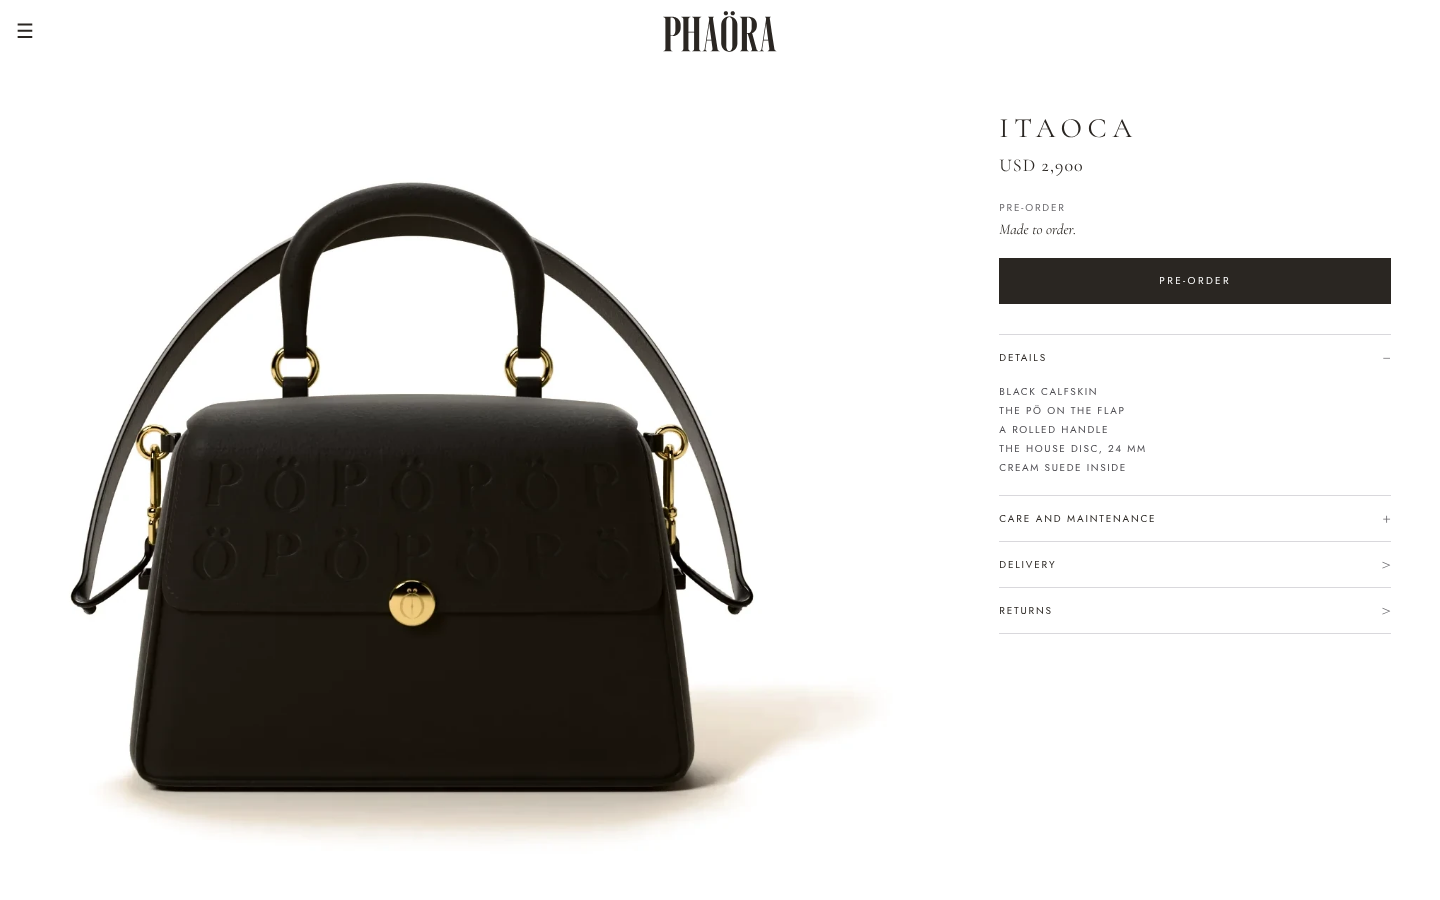 PHAÖRA
ITAOCA
USD 2,900
PRE-ORDER
Made to order.
PRE-ORDER
DETAILS
BLACK CALFSKIN
THE PÖ ON THE FLAP
A ROLLED HANDLE
THE HOUSE DISC, 24 MM
CREAM SUEDE INSIDE
CARE AND MAINTENANCE
DELIVERY
RETURNS
P Ö P Ö P Ö P
Ö P Ö P Ö P Ö